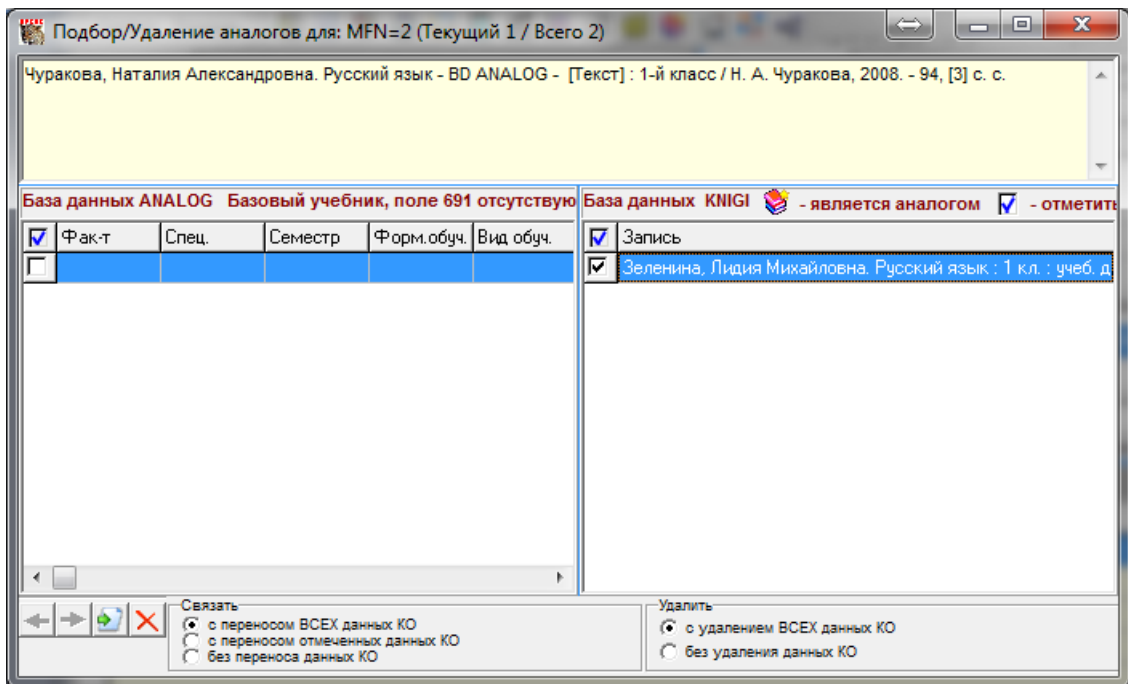 Подбор/Удаление аналогов для: MFN=2 (Текущий 1 / Всего 2)
Чуракова, Наталия Александровна. Русский язык - BD ANALOG - [Текст] : 1-й класс / Н. А. Чуракова, 2008. - 94, [3] с. с.
База данных ANALOG Базовый учебник, поле 691 отсутствую
База данных KNIGI - является аналогом - отметить
Фак-т Спец. Семестр Форм.обуч. Вид обуч.
Запись
Зеленина, Лидия Михайловна. Русский язык : 1 кл. : учеб. д
Связать
с переносом ВСЕХ данных КО
с переносом отмеченных данных КО
без переноса данных КО
Удалить
с удалением ВСЕХ данных КО
без удаления данных КО